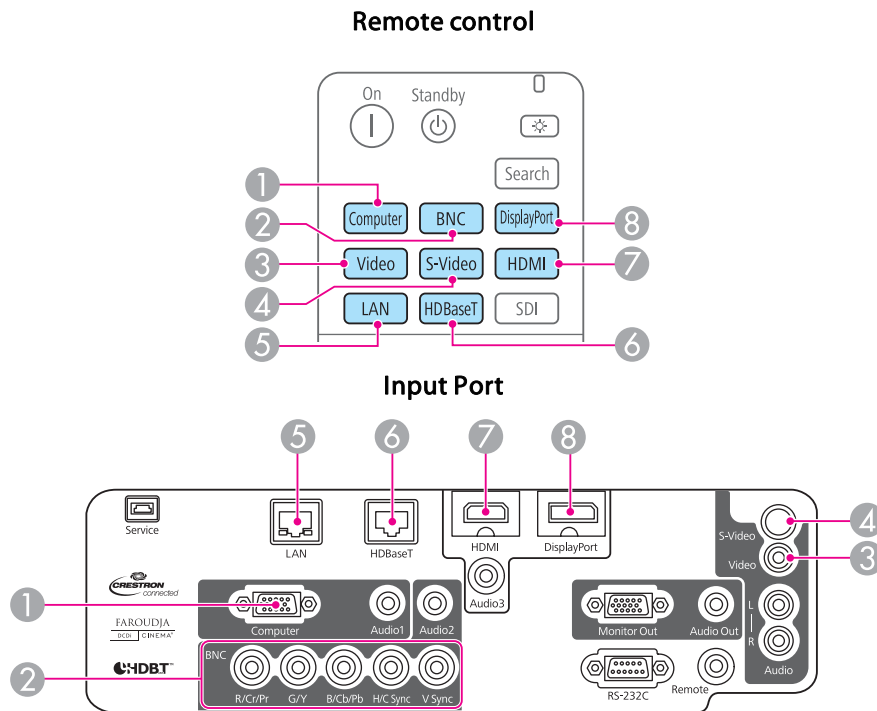 Remote control
On Standby
Search
1
Computer BNC DisplayPort
2 8
3 Video S-Video HDMI 7
4
LAN HDBaseT SDI
5 6
Input Port
5 6 7 8
Service
LAN HDBaseT HDMI DisplayPort
S-Video 4
Video 3
CRESTRON
connected
1
Computer Audio1 Audio2 Audio3
Monitor Out Audio Out
L
R
Audio
FAROUDJA
DCDi CINEMA
HDBT™
2
BNC
R/Cr/Pr G/Y B/Cb/Pb H/C Sync V Sync
RS-232C Remote